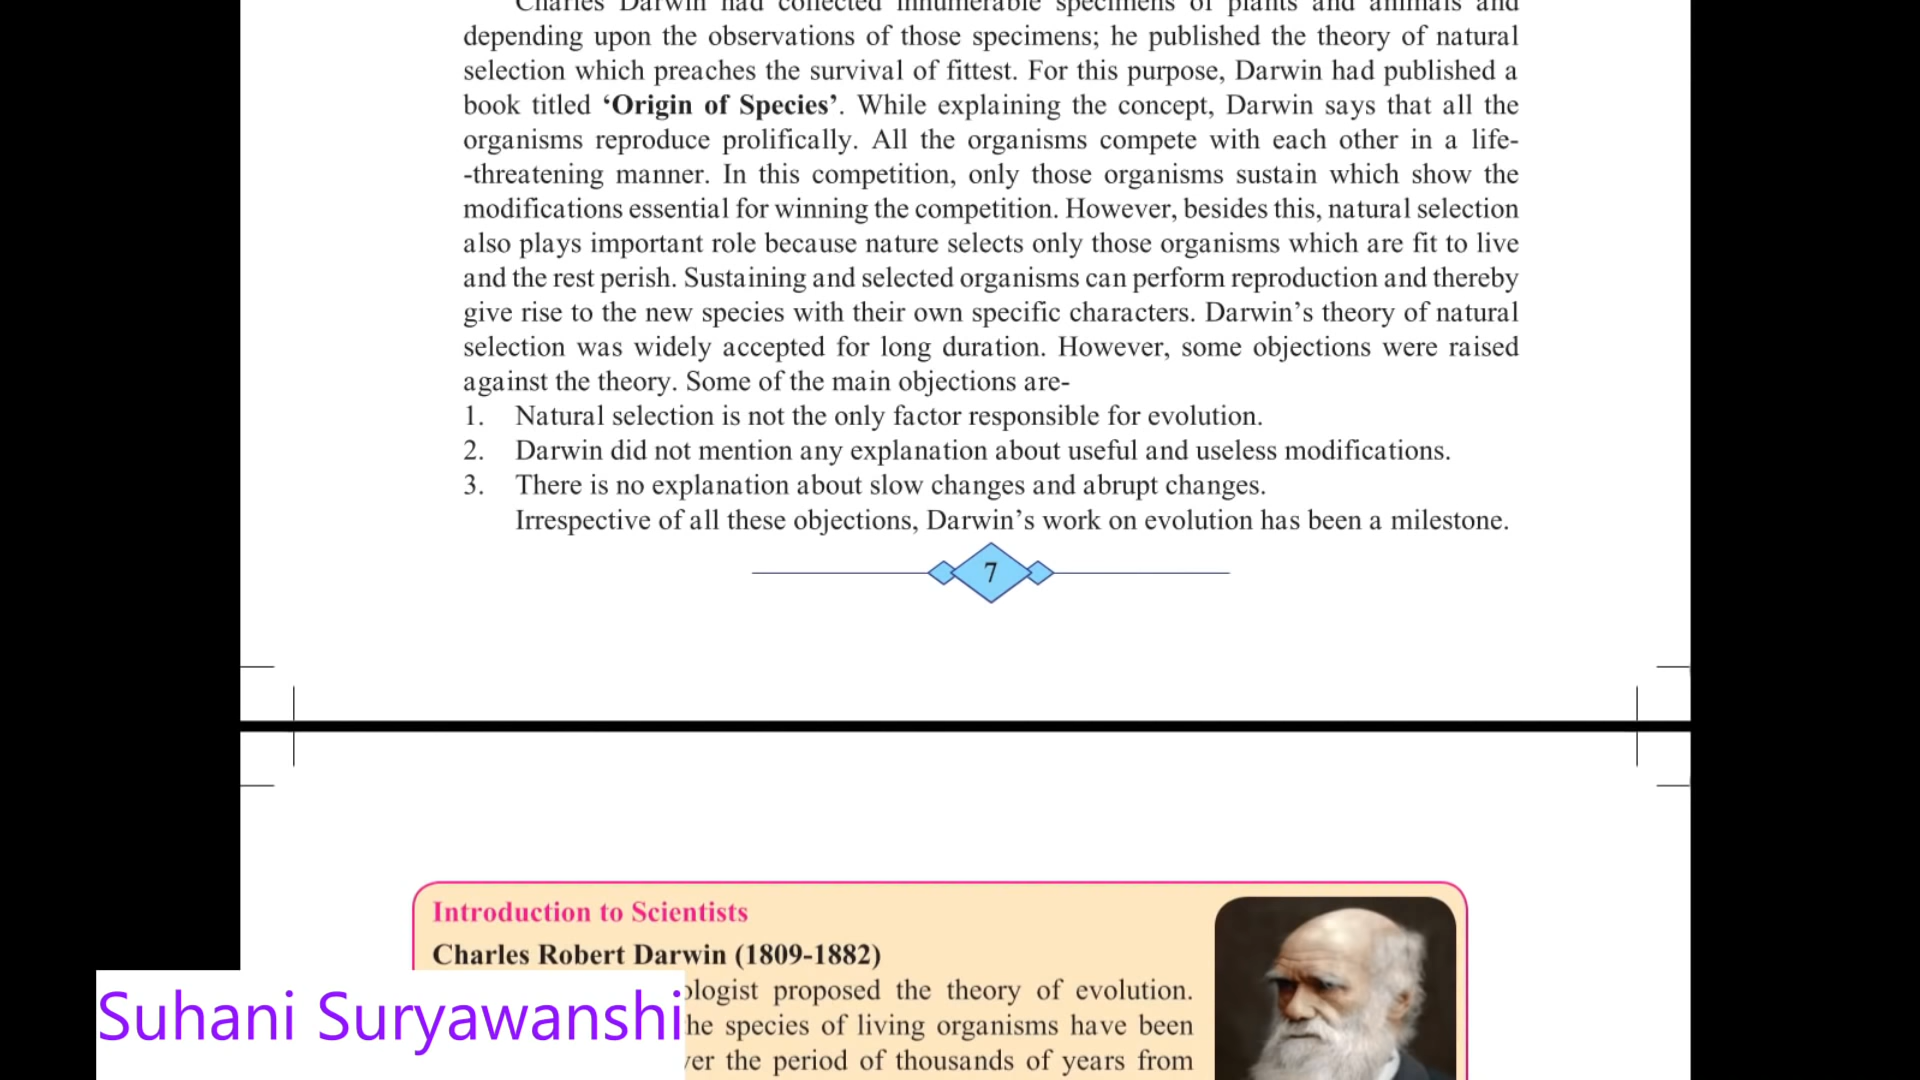 Charles Darwin had collected innumerable specimens of plants and animals and
depending upon the observations of those specimens; he published the theory of natural
selection which preaches the survival of fittest. For this purpose, Darwin had published a
book titled ‘Origin of Species’. While explaining the concept, Darwin says that all the
organisms reproduce prolifically. All the organisms compete with each other in a life-
-threatening manner. In this competition, only those organisms sustain which show the
modifications essential for winning the competition. However, besides this, natural selection
also plays important role because nature selects only those organisms which are fit to live
and the rest perish. Sustaining and selected organisms can perform reproduction and thereby
give rise to the new species with their own specific characters. Darwin’s theory of natural
selection was widely accepted for long duration. However, some objections were raised
against the theory. Some of the main objections are-
1. Natural selection is not the only factor responsible for evolution.
2. Darwin did not mention any explanation about useful and useless modifications.
3. There is no explanation about slow changes and abrupt changes.
Irrespective of all these objections, Darwin’s work on evolution has been a milestone.
7
Introduction to Scientists
Charles Robert Darwin (1809-1882)
proposed the theory of evolution.
species of living organisms have been
the period of thousands of years from
Suhani Suryawanshi